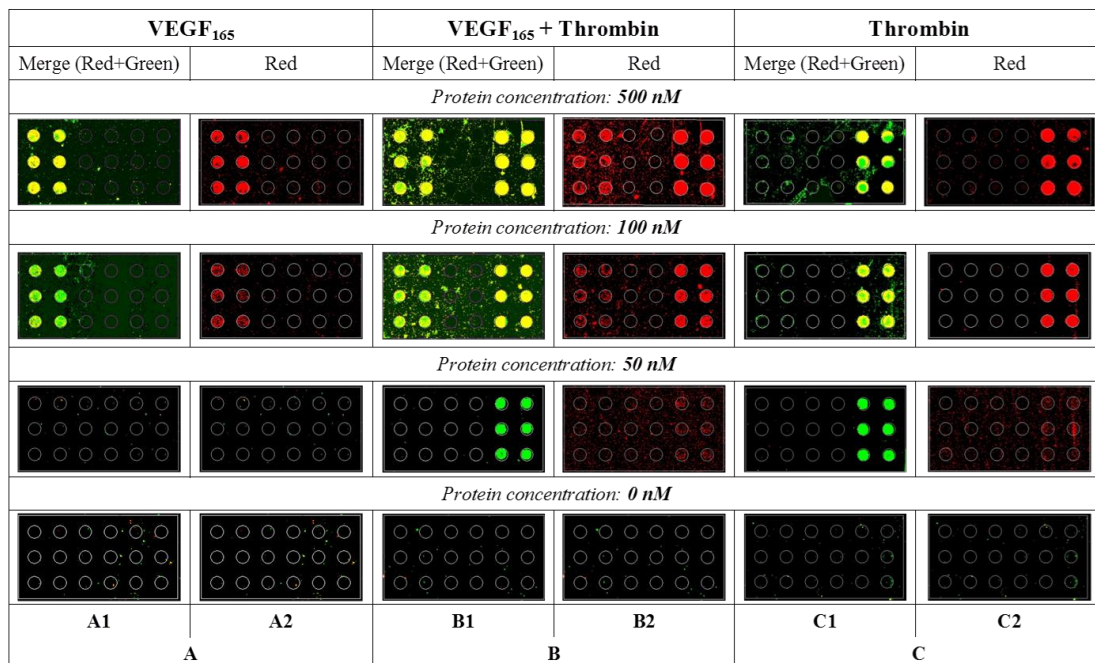 VEGF165 VEGF165 + Thrombin Thrombin
Merge (Red+Green) Red Merge (Red+Green) Red Merge (Red+Green) Red
Protein concentration: 500 nM
Protein concentration: 100 nM
Protein concentration: 50 nM
Protein concentration: 0 nM
A1 A2 B1 B2 C1 C2
A B C